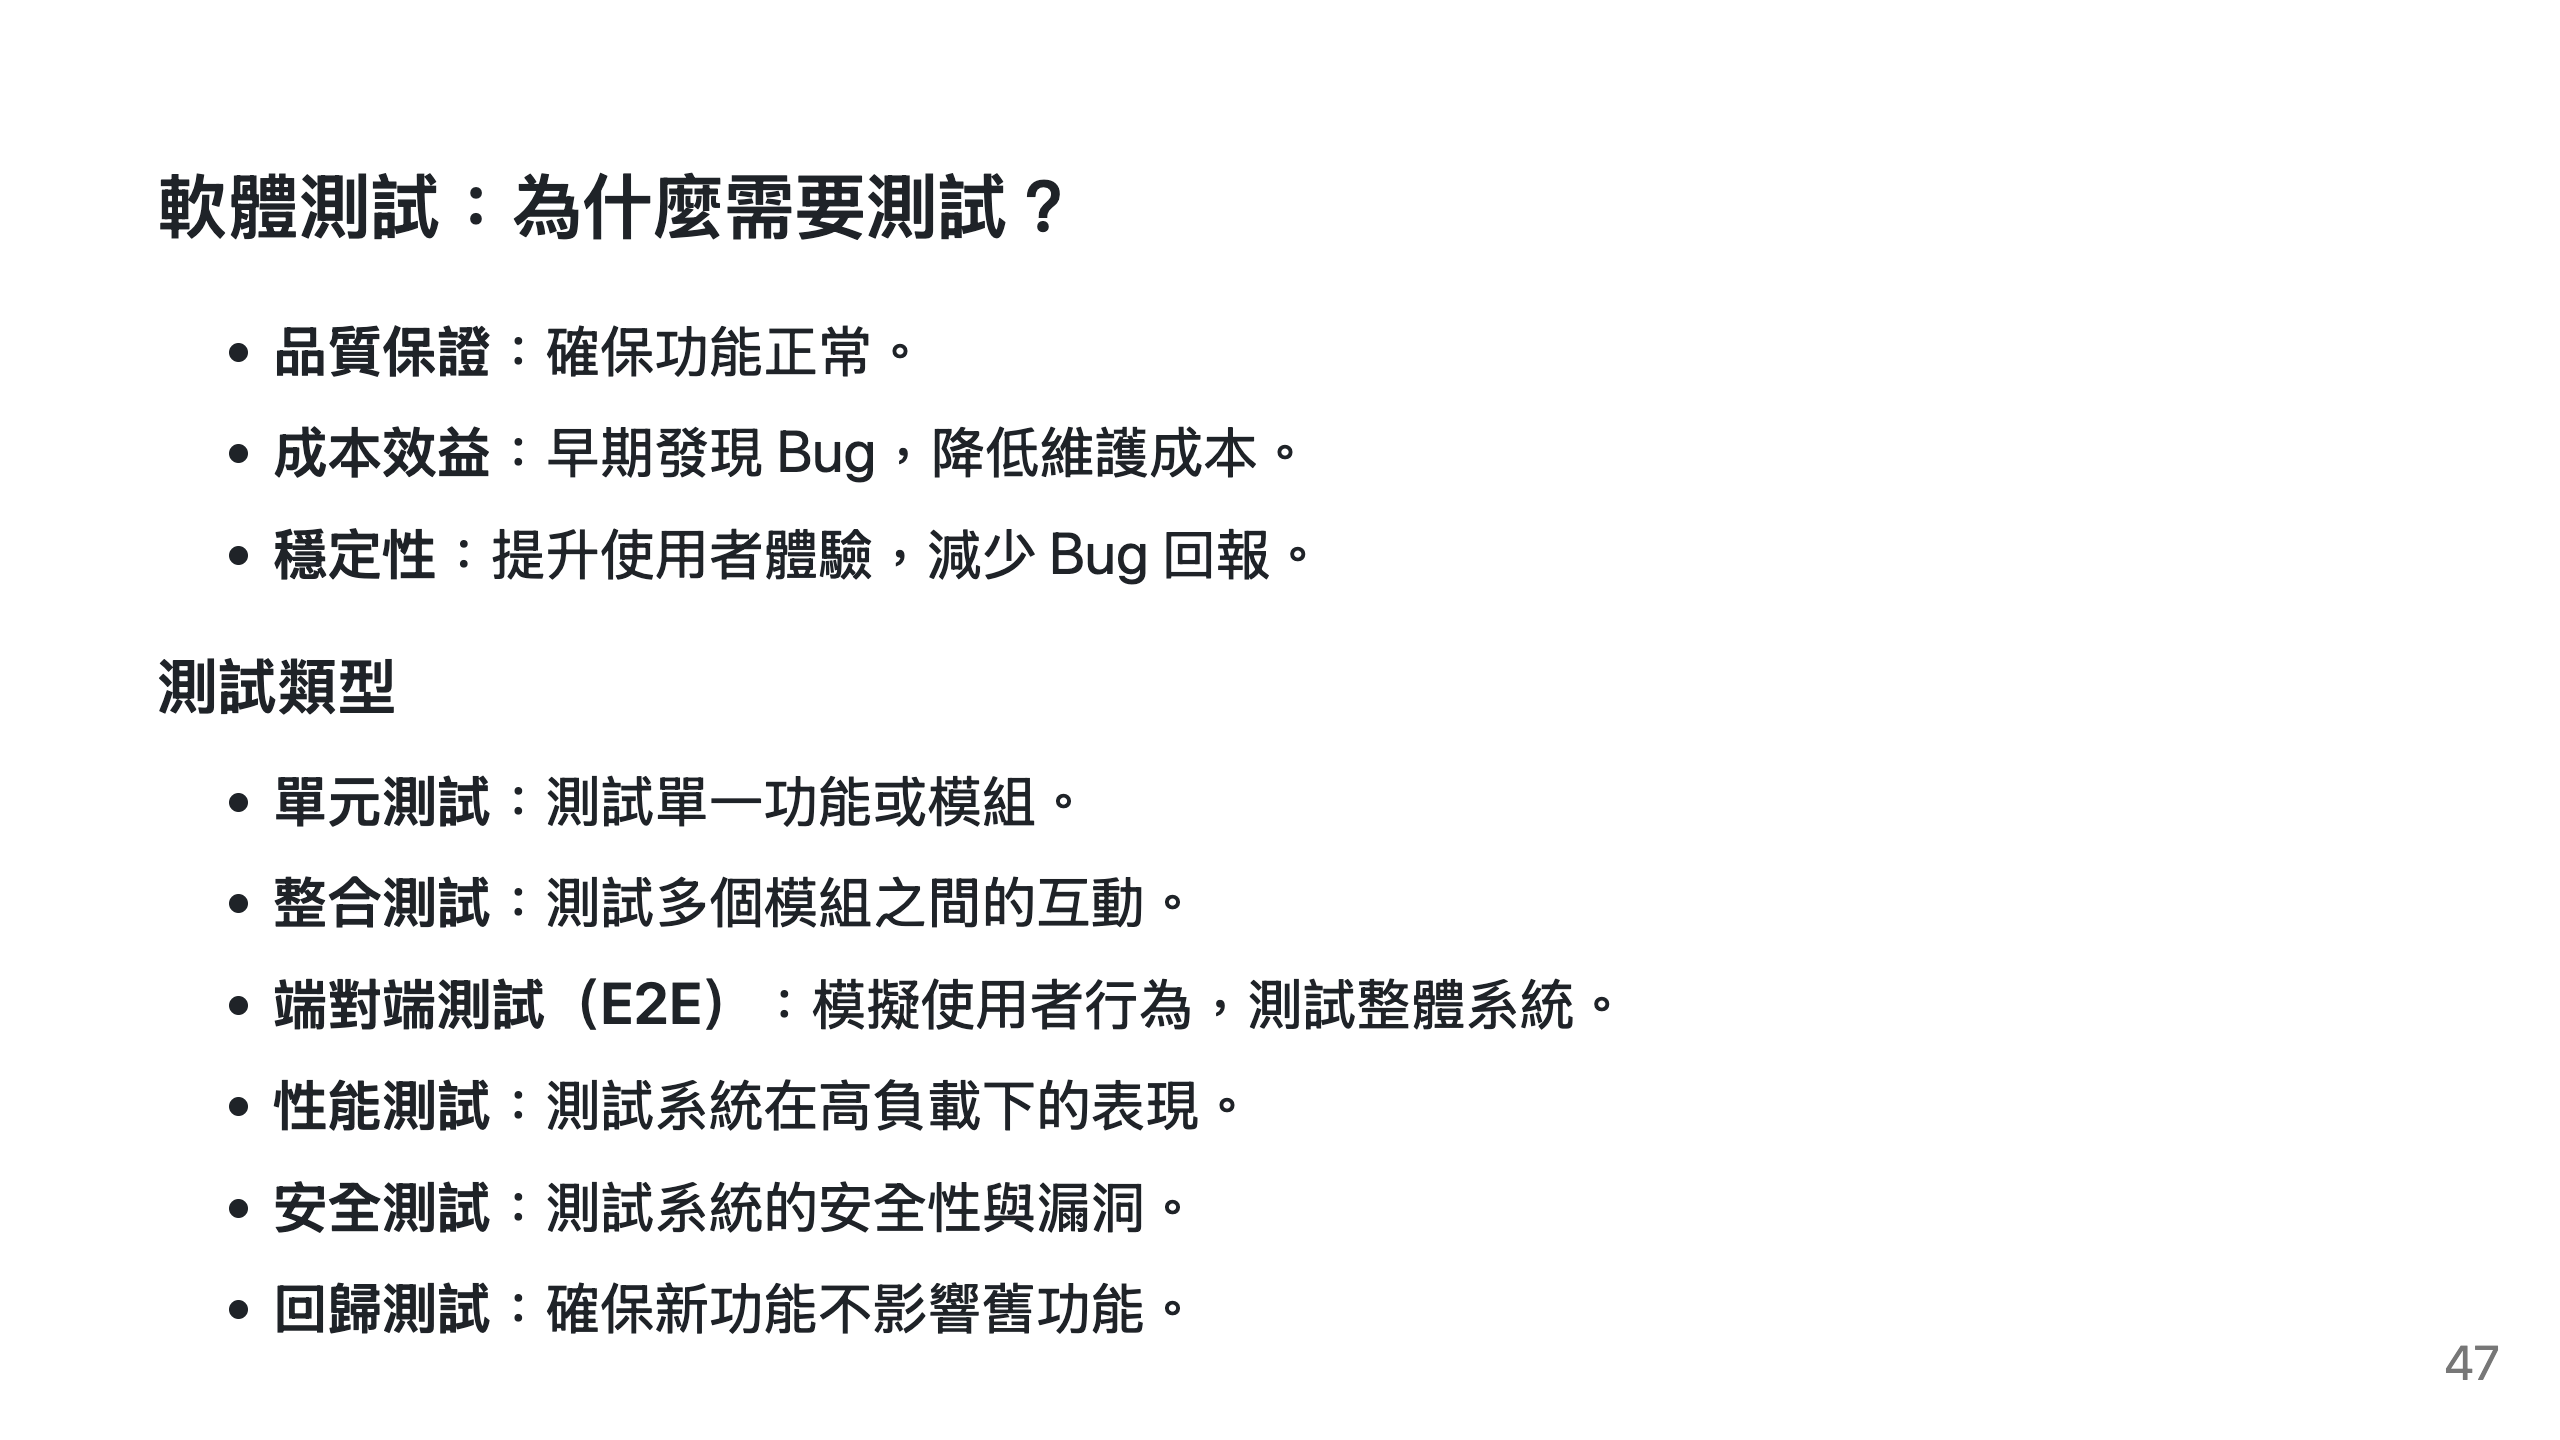 軟體測試：為什麼需要測試？
• 品質保證：確保功能正常。
• 成本效益：早期發現 Bug，降低維護成本。
• 穩定性：提升使用者體驗，減少 Bug 回報。
測試類型
• 單元測試：測試單一功能或模組。
• 整合測試：測試多個模組之間的互動。
• 端對端測試（E2E）：模擬使用者行為，測試整體系統。
• 性能測試：測試系統在高負載下的表現。
• 安全測試：測試系統的安全性與漏洞。
• 回歸測試：確保新功能不影響舊功能。
47